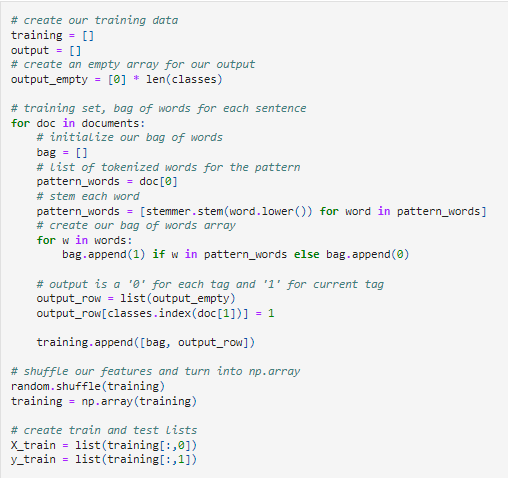 # create our training data
training = []
output = []
# create an empty array for our output
output_empty = [0] * len(classes)

# training set, bag of words for each sentence
for doc in documents:
    # initialize our bag of words
    bag = []
    # list of tokenized words for the pattern
    pattern_words = doc[0]
    # stem each word
    pattern_words = [stemmer.stem(word.lower()) for word in pattern_words]
    # create our bag of words array
    for w in words:
        bag.append(1) if w in pattern_words else bag.append(0)

    # output is a '0' for each tag and '1' for current tag
    output_row = list(output_empty)
    output_row[classes.index(doc[1])] = 1

    training.append([bag, output_row])

# shuffle our features and turn into np.array
random.shuffle(training)
training = np.array(training)

# create train and test lists
X_train = list(training[:,0])
y_train = list(training[:,1])